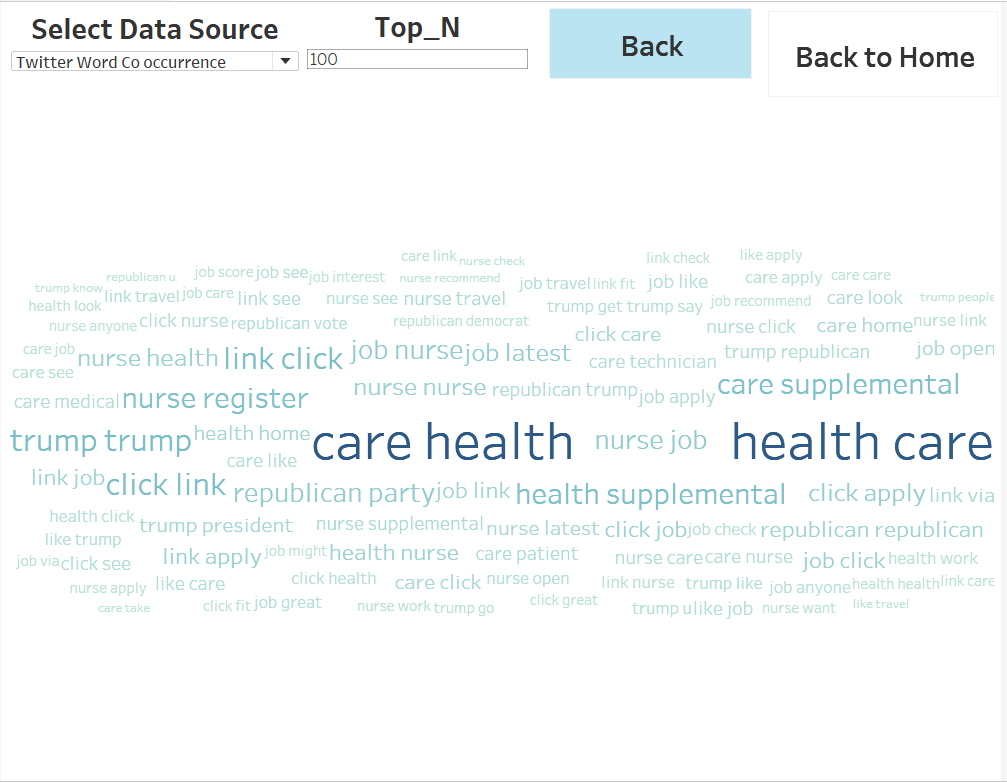 Select Data Source
Top_N
Back
Back to Home
Twitter Word Co occurrence
100
care link nurse check link check like apply
republican u job score job see job interest nurse recommend job travel link fit job like care apply care care
trump know link travel job care link see nurse see nurse travel trump get trump say job recommend care look trump people
health look click nurse republican vote republican democrat click care nurse click care home nurse link
nurse anyone
care job nurse health link click job nurse job latest care technician trump republican job open
care see nurse register nurse nurse republican trump job apply care supplemental
care medical
trump trump health home care health nurse job health care
care like
link job click link republican party job link health supplemental click apply link via
health click trump president nurse supplemental nurse latest click job job check republican republican
like trump
job via click see link apply job might health nurse care patient nurse care care nurse job click health work
nurse apply like care click health care click nurse open link nurse trump like job anyone health health link care
care take click fit job great nurse work trump go click great trump u like job nurse want like travel